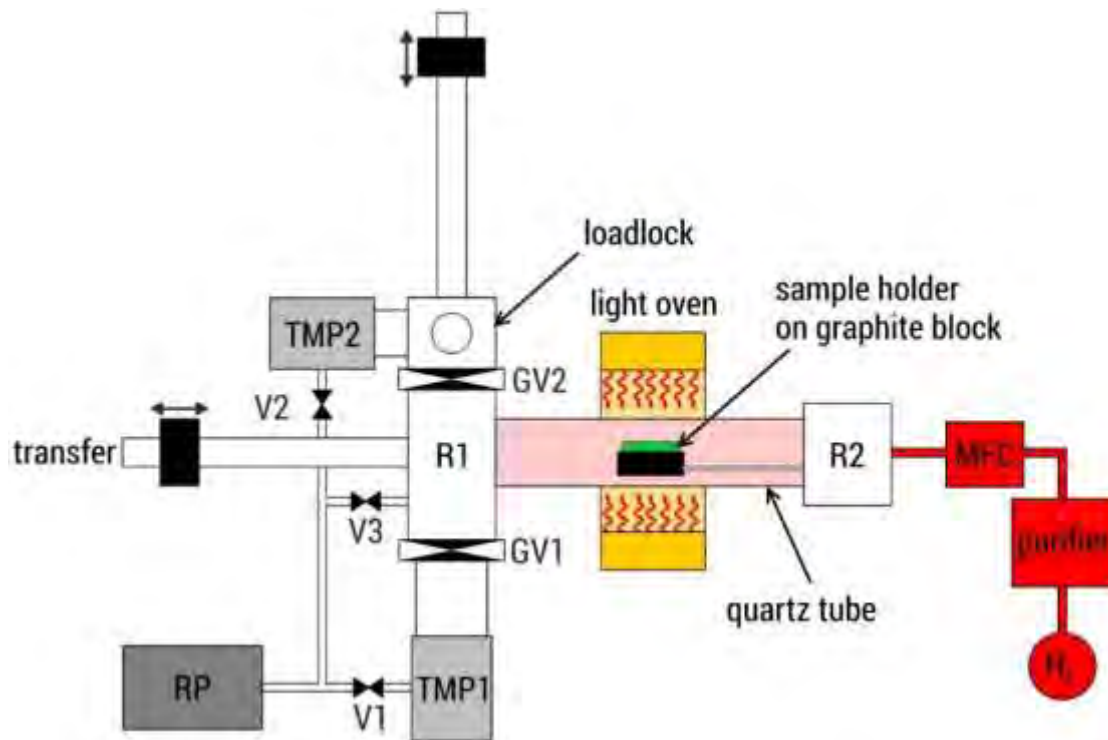 loadlock
light oven
sample holder
on graphite block
TMP2
GV2
V2
transfer
R1
R2
MFC
V3
GV1
purifier
quartz tube
RP
V1
TMP1
H₂